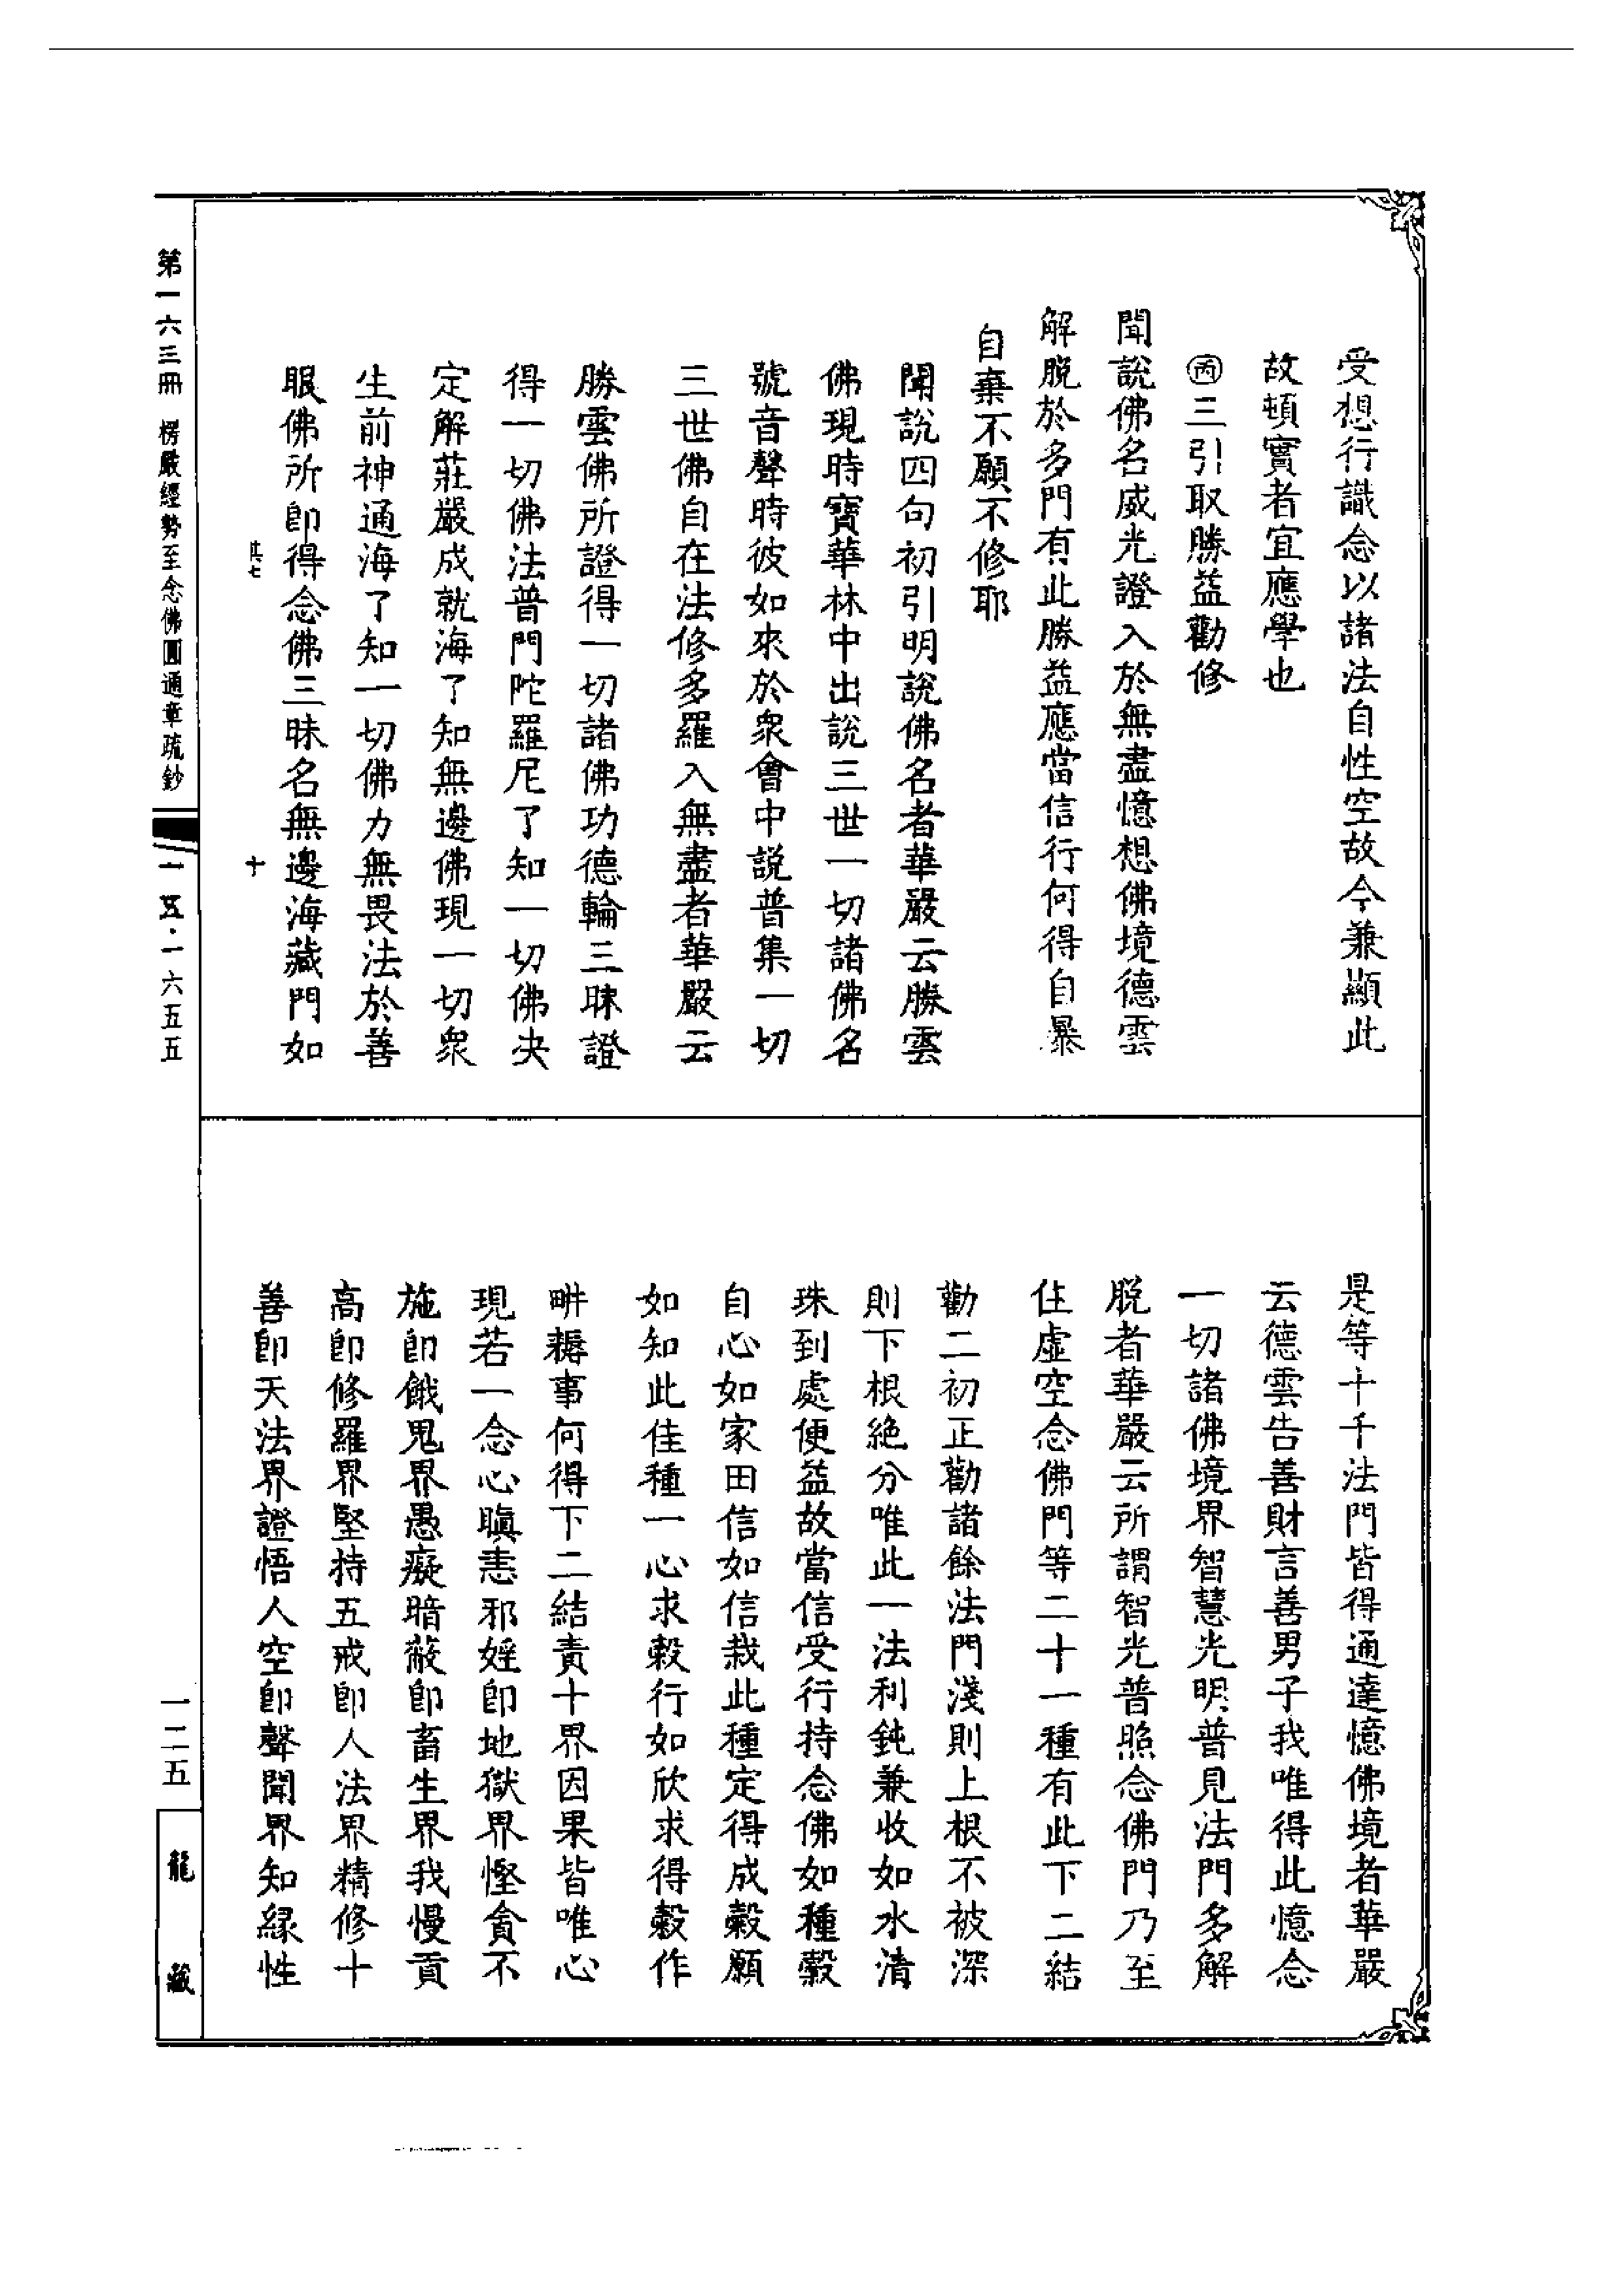 受想行識念以諸法自性空故今兼顯此
故頓實者宜應學也
㊅三引取勝益勸修
聞說佛名威光證入於無盡憶想佛境德雲
解脫於多門有此勝益應當信行何得自暴
自棄不願不修耶
聞說四句初引明說佛名者華嚴云勝雲
佛現時寶華林中出說三世一切諸佛名
號音聲時彼如來於眾會中說普集一切
三世佛自在法修多羅入無盡者華嚴云
勝雲佛所證得一切諸佛功德輪三昧證
得一切佛法普門陀羅尼了知一切佛決
定解莊嚴成就海了知無邊佛現一切眾
生前神通海了知一切佛力無畏法於善
眼佛所即得念佛三昧名無邊海藏門如
其七
十
是等十千法門皆得通達憶佛境者華嚴
云德雲告善財言善男子我唯得此憶念
一切諸佛境界智慧光明普見法門多解
脫者華嚴云所謂智光普照念佛門乃至
住虛空念佛門等二十一種有此下二結
勸二初正勸諸餘法門淺則上根不被深
則下根絕分唯此一法利鈍兼收如水清
珠到處便益故當信受行持念佛如種穀
自心如家田信如信栽此種定得成穀願
如知此佳種一心求穀行如欣求得穀作
畊耨事何得下二結責十界因果皆唯心
現若一念心瞋恚邪婬即地獄界慳貪不
施即餓鬼界愚癡暗蔽即畜生界我慢貢
高即修羅界堅持五戒即人法界精修十
善即天法界證悟人空即聲聞界知緣性
第一六三冊　楞嚴經勢至念佛圓通章疏鈔
一五·一六五五
一二五
龍藏